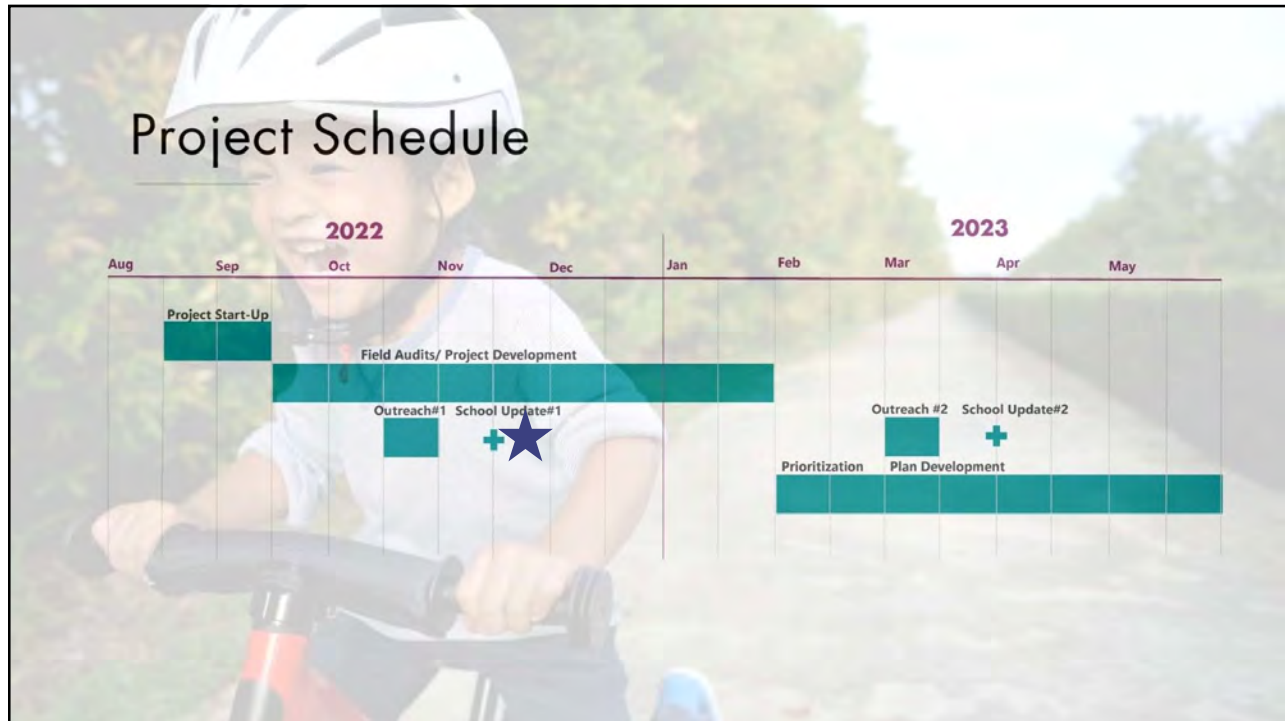 Project Schedule
2022
2023
Aug Sep Oct Nov Dec Jan Feb Mar Apr May
Project Start-Up
Field Audits/ Project Development
Outreach#1 School Update#1 Outreach #2 School Update#2
Prioritization Plan Development